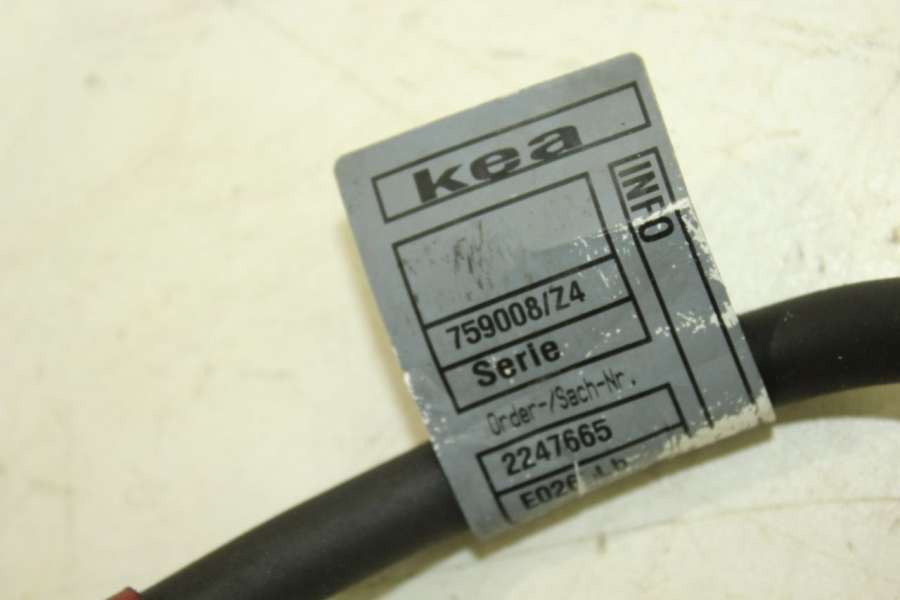 kea
INFO
759008/Z4
Serie
Order-/Sach-Nr.
2247665